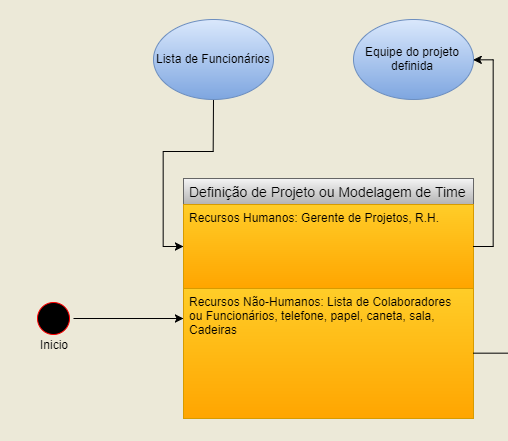 Lista de Funcionários
Equipe do projeto
definida
Definição de Projeto ou Modelagem de Time
Recursos Humanos: Gerente de Projetos, R.H.
Recursos Não-Humanos: Lista de Colaboradores
ou Funcionários, telefone, papel, caneta, sala,
Cadeiras
Inicio